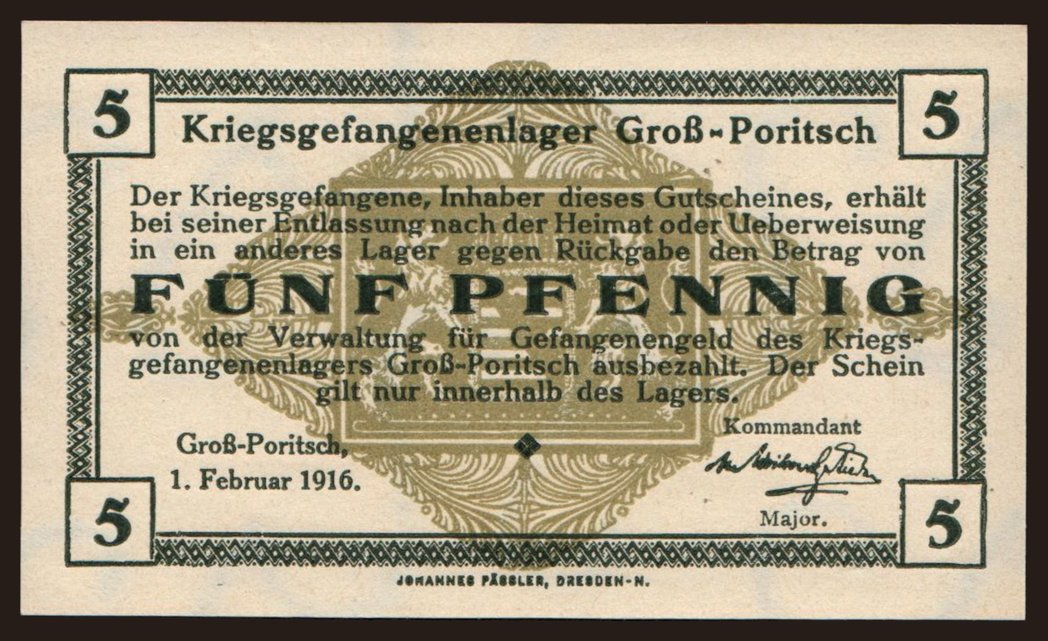 5 5
Kriegsgefangenenlager Groß-Poritsch
Der Kriegsgefangene, Inhaber dieses Gutscheines, erhält
bei seiner Entlassung nach der Heimat oder Ueberweisung
in ein anderes Lager gegen Rückgabe den Betrag von
FÜNF PFENNIG
von der Verwaltung für Gefangenengeld des Kriegs-
gefangenenlagers Groß-Poritsch ausbezahlt. Der Schein
gilt nur innerhalb des Lagers.
Groß-Poritsch,
1. Februar 1916.
Kommandant
Major.
5 5
JOHANNES PÄSSLER, DRESDEN-N.